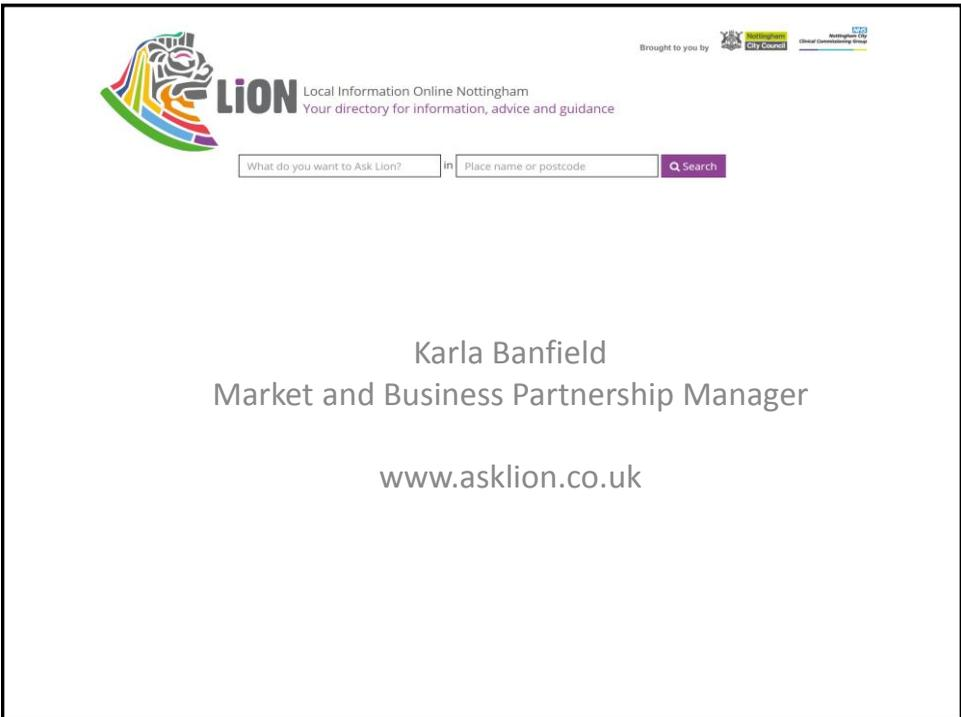 Brought to you by
Nottingham
City Council
NHS
Nottingham City
Clinical Commissioning Group
LiON
Local Information Online Nottingham
Your directory for information, advice and guidance
What do you want to Ask Lion? in Place name or postcode Search
Karla Banfield
Market and Business Partnership Manager
www.asklion.co.uk